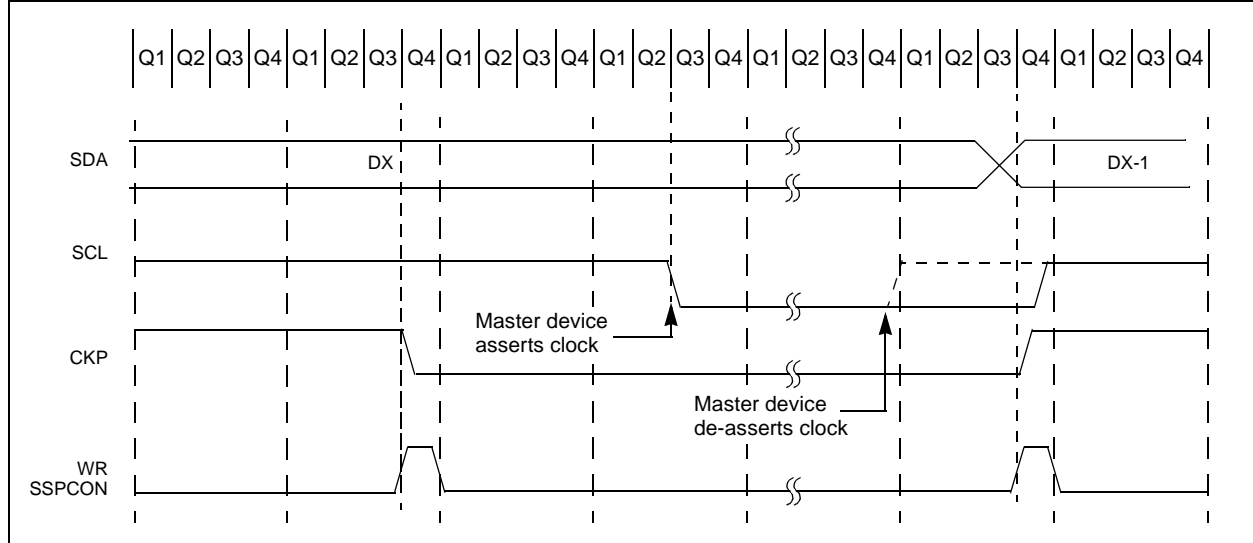 Q1 Q2 Q3 Q4 Q1 Q2 Q3 Q4 Q1 Q2 Q3 Q4 Q1 Q2 Q3 Q4 Q1 Q2 Q3 Q4 Q1 Q2 Q3 Q4 Q1 Q2 Q3 Q4
SDA DX DX-1
SCL
Master device
asserts clock
CKP
Master device
de-asserts clock
WR
SSPCON